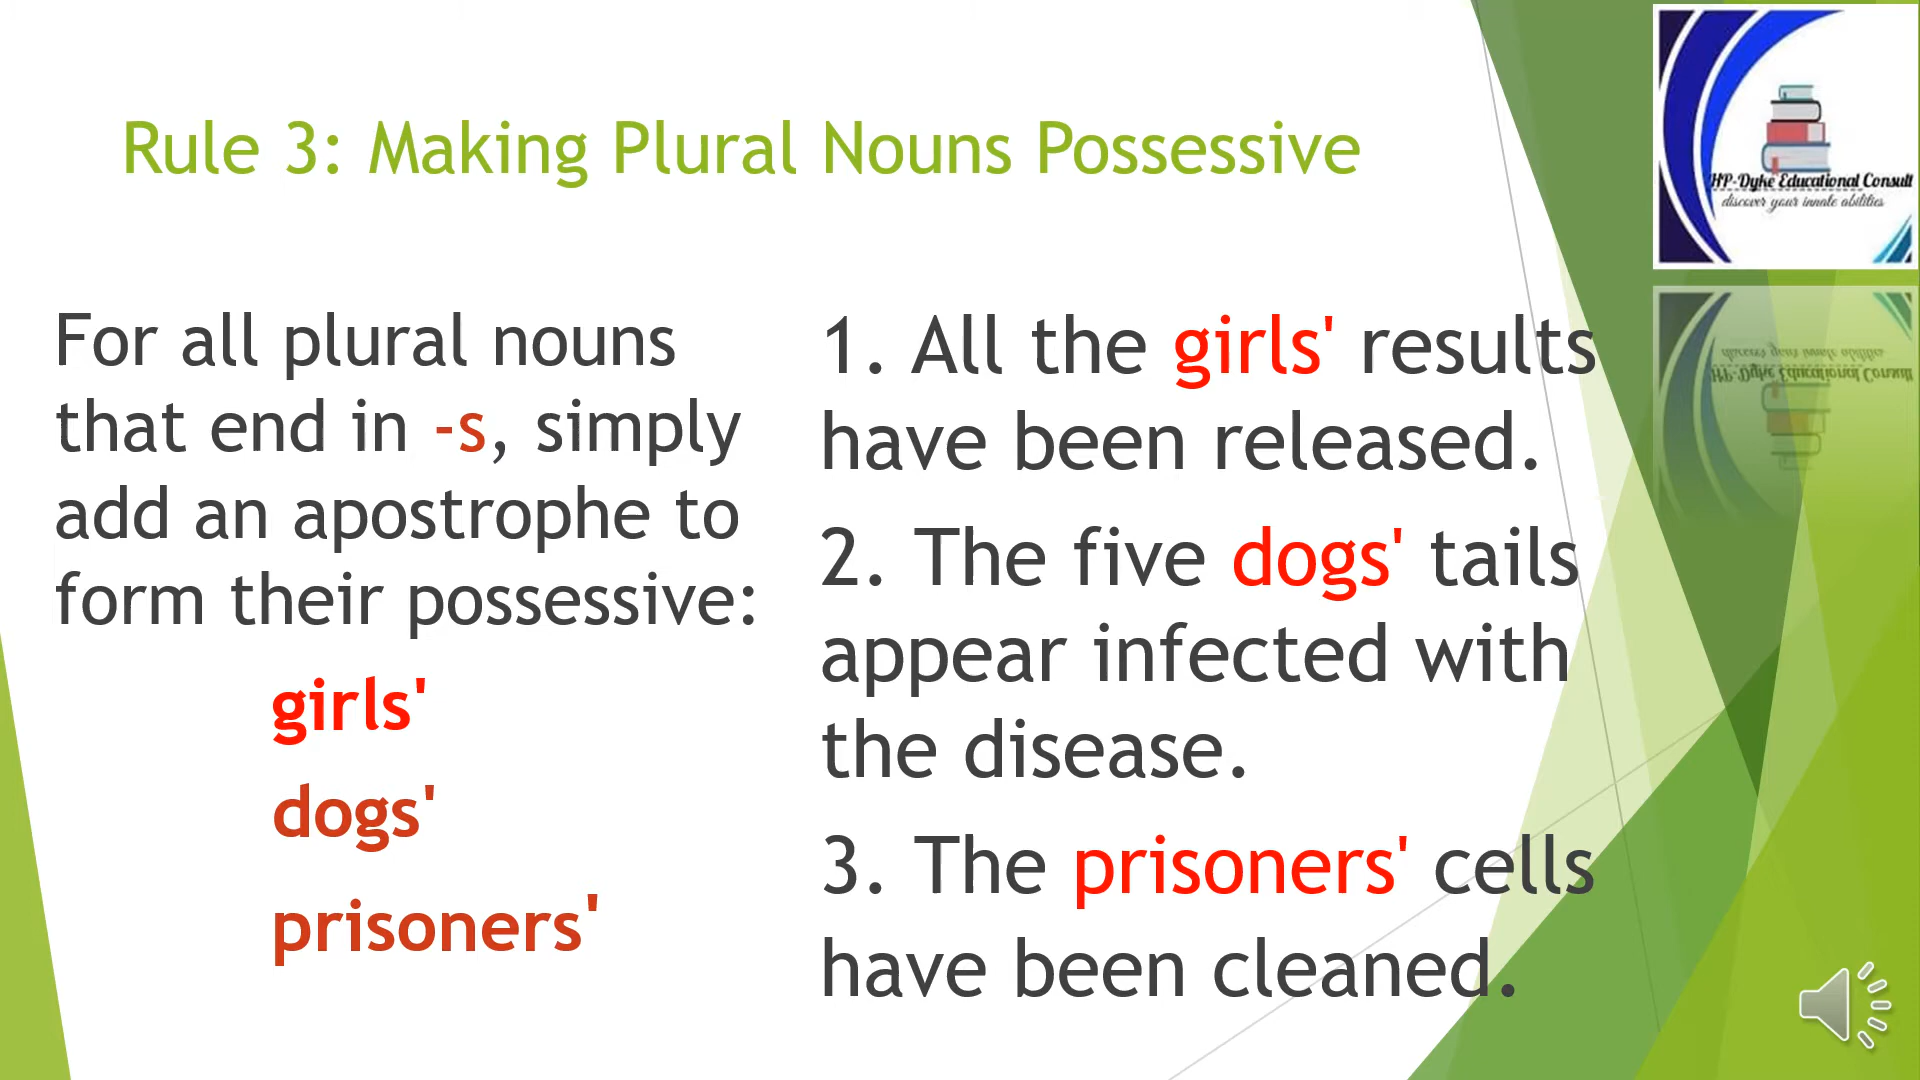 Rule 3: Making Plural Nouns Possessive
HP-Dyke Educational Consult
discover your innate abilities
For all plural nouns
that end in -s, simply
add an apostrophe to
form their possessive:
girls'
dogs'
prisoners'
1. All the girls' results
have been released.
2. The five dogs' tails
appear infected with
the disease.
3. The prisoners' cells
have been cleaned.